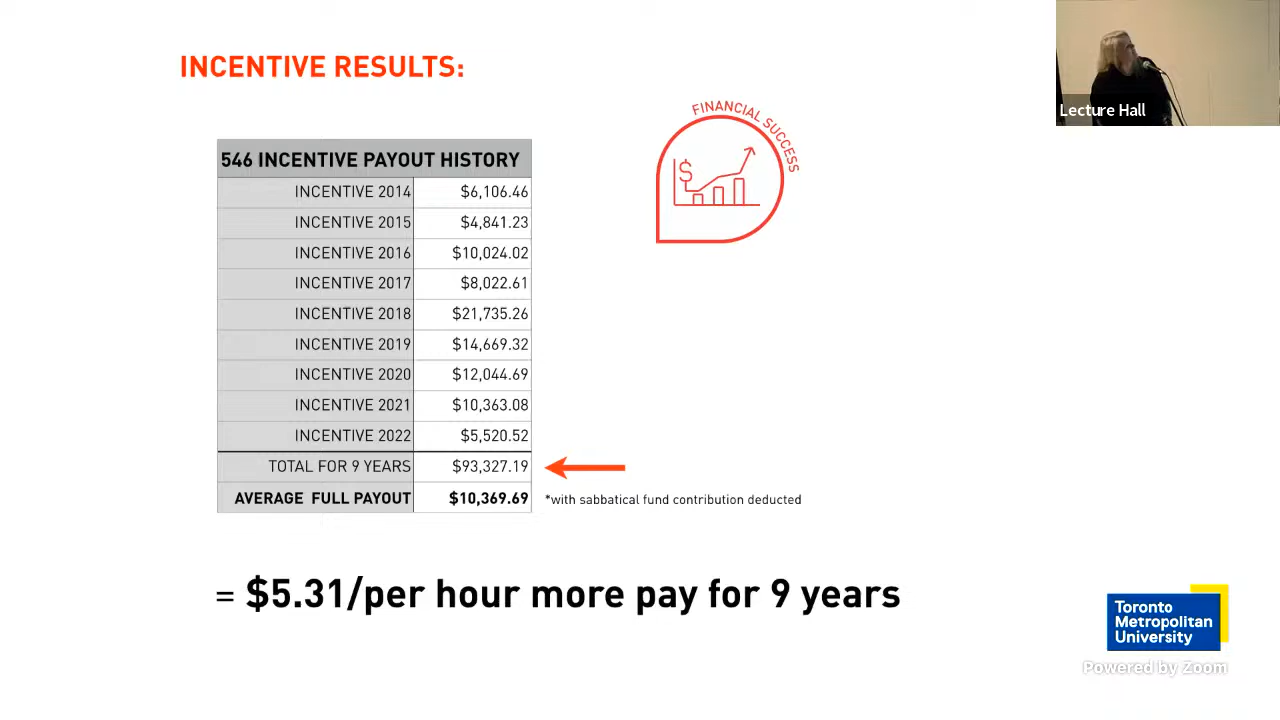 INCENTIVE RESULTS:
Lecture Hall
FINANCIAL SUCCESS
$
546 INCENTIVE PAYOUT HISTORY
INCENTIVE 2014 $6,106.46
INCENTIVE 2015 $4,841.23
INCENTIVE 2016 $10,024.02
INCENTIVE 2017 $8,022.61
INCENTIVE 2018 $21,735.26
INCENTIVE 2019 $14,669.32
INCENTIVE 2020 $12,044.69
INCENTIVE 2021 $10,363.08
INCENTIVE 2022 $5,520.52
TOTAL FOR 9 YEARS $93,327.19
AVERAGE FULL PAYOUT $10,369.69 *with sabbatical fund contribution deducted
= $5.31/per hour more pay for 9 years
Toronto
Metropolitan
University
Powered by Zoom